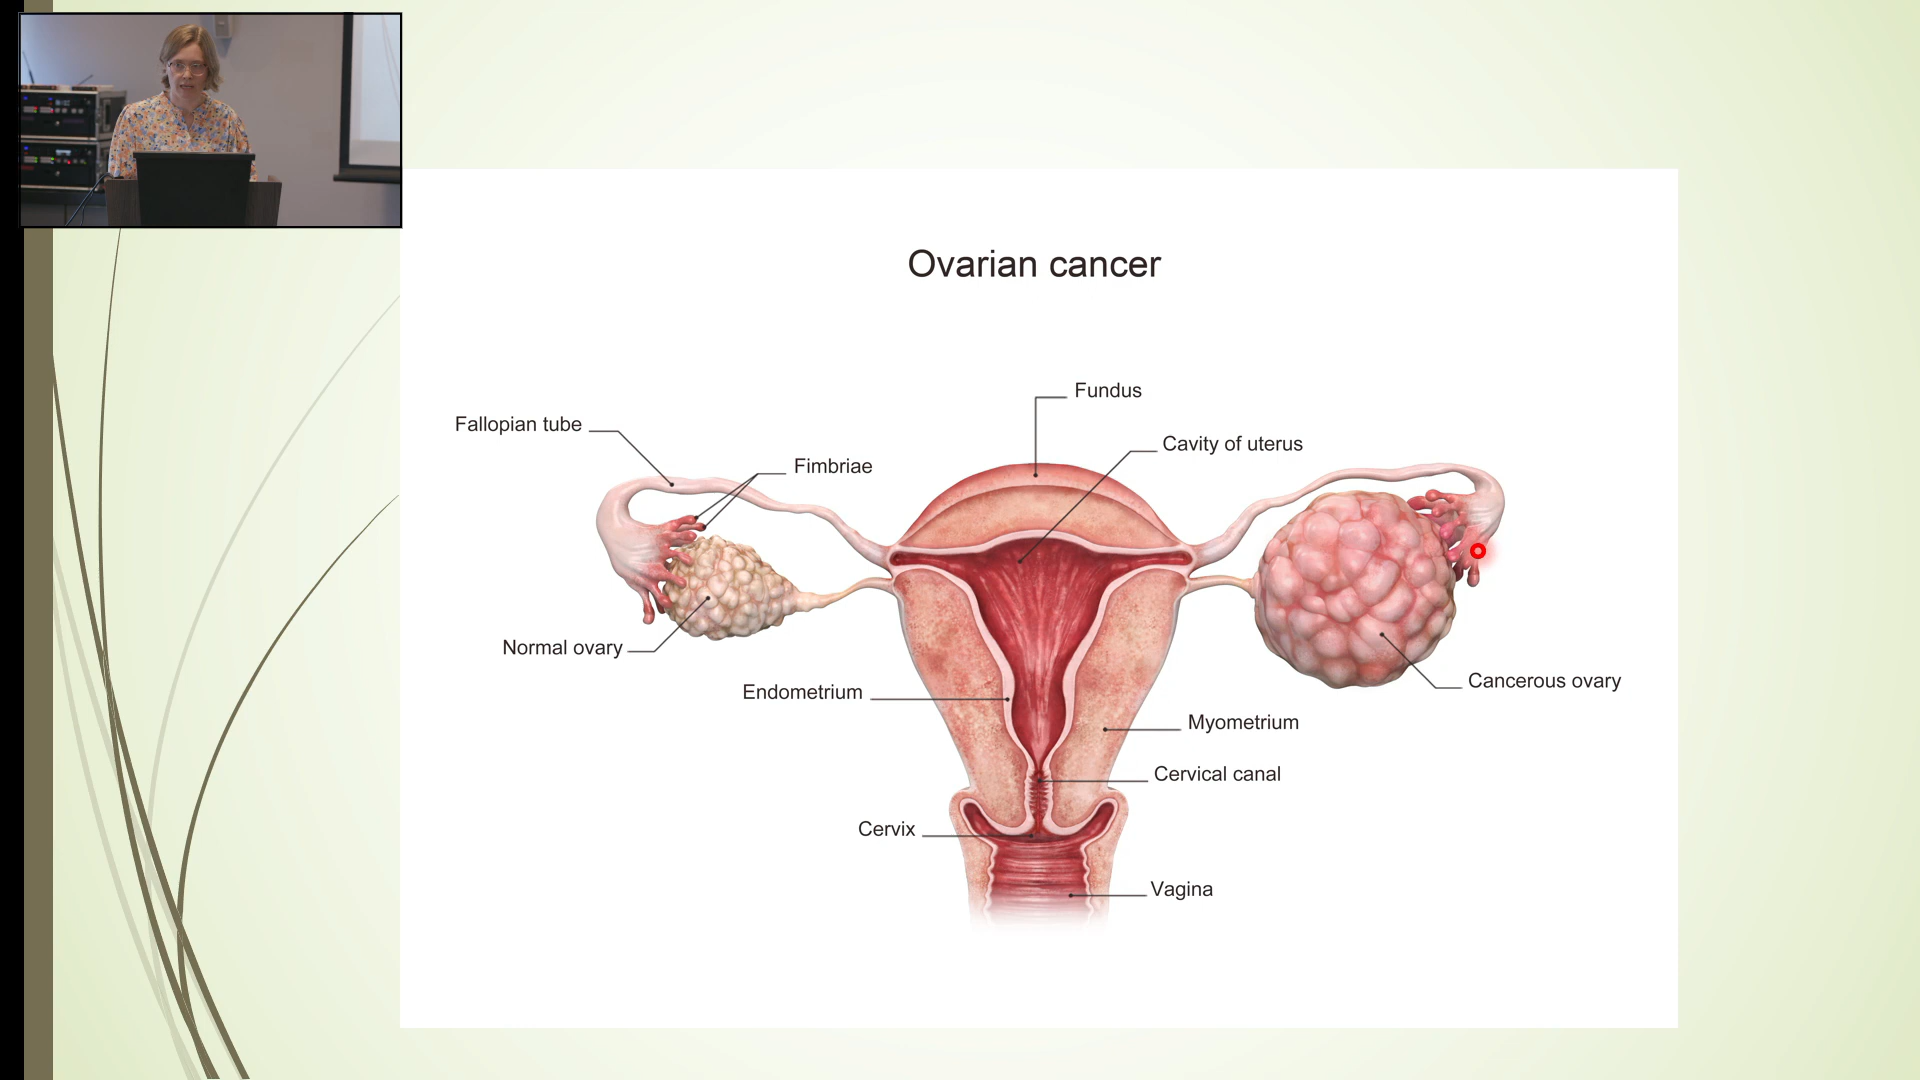 Ovarian cancer
Fundus
Fallopian tube
Cavity of uterus
Fimbriae
Normal ovary
Cancerous ovary
Endometrium
Myometrium
Cervical canal
Cervix
Vagina